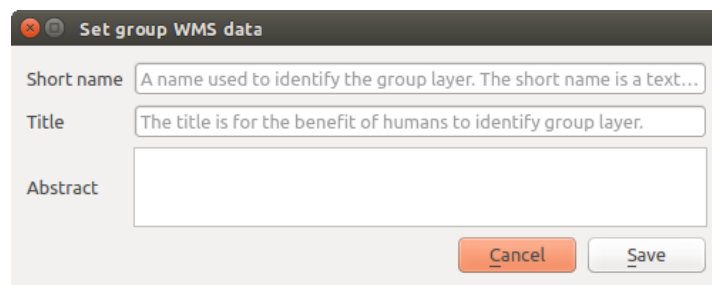 Set group WMS data
Short name A name used to identify the group layer. The short name is a text...
Title The title is for the benefit of humans to identify group layer.
Abstract
Cancel Save